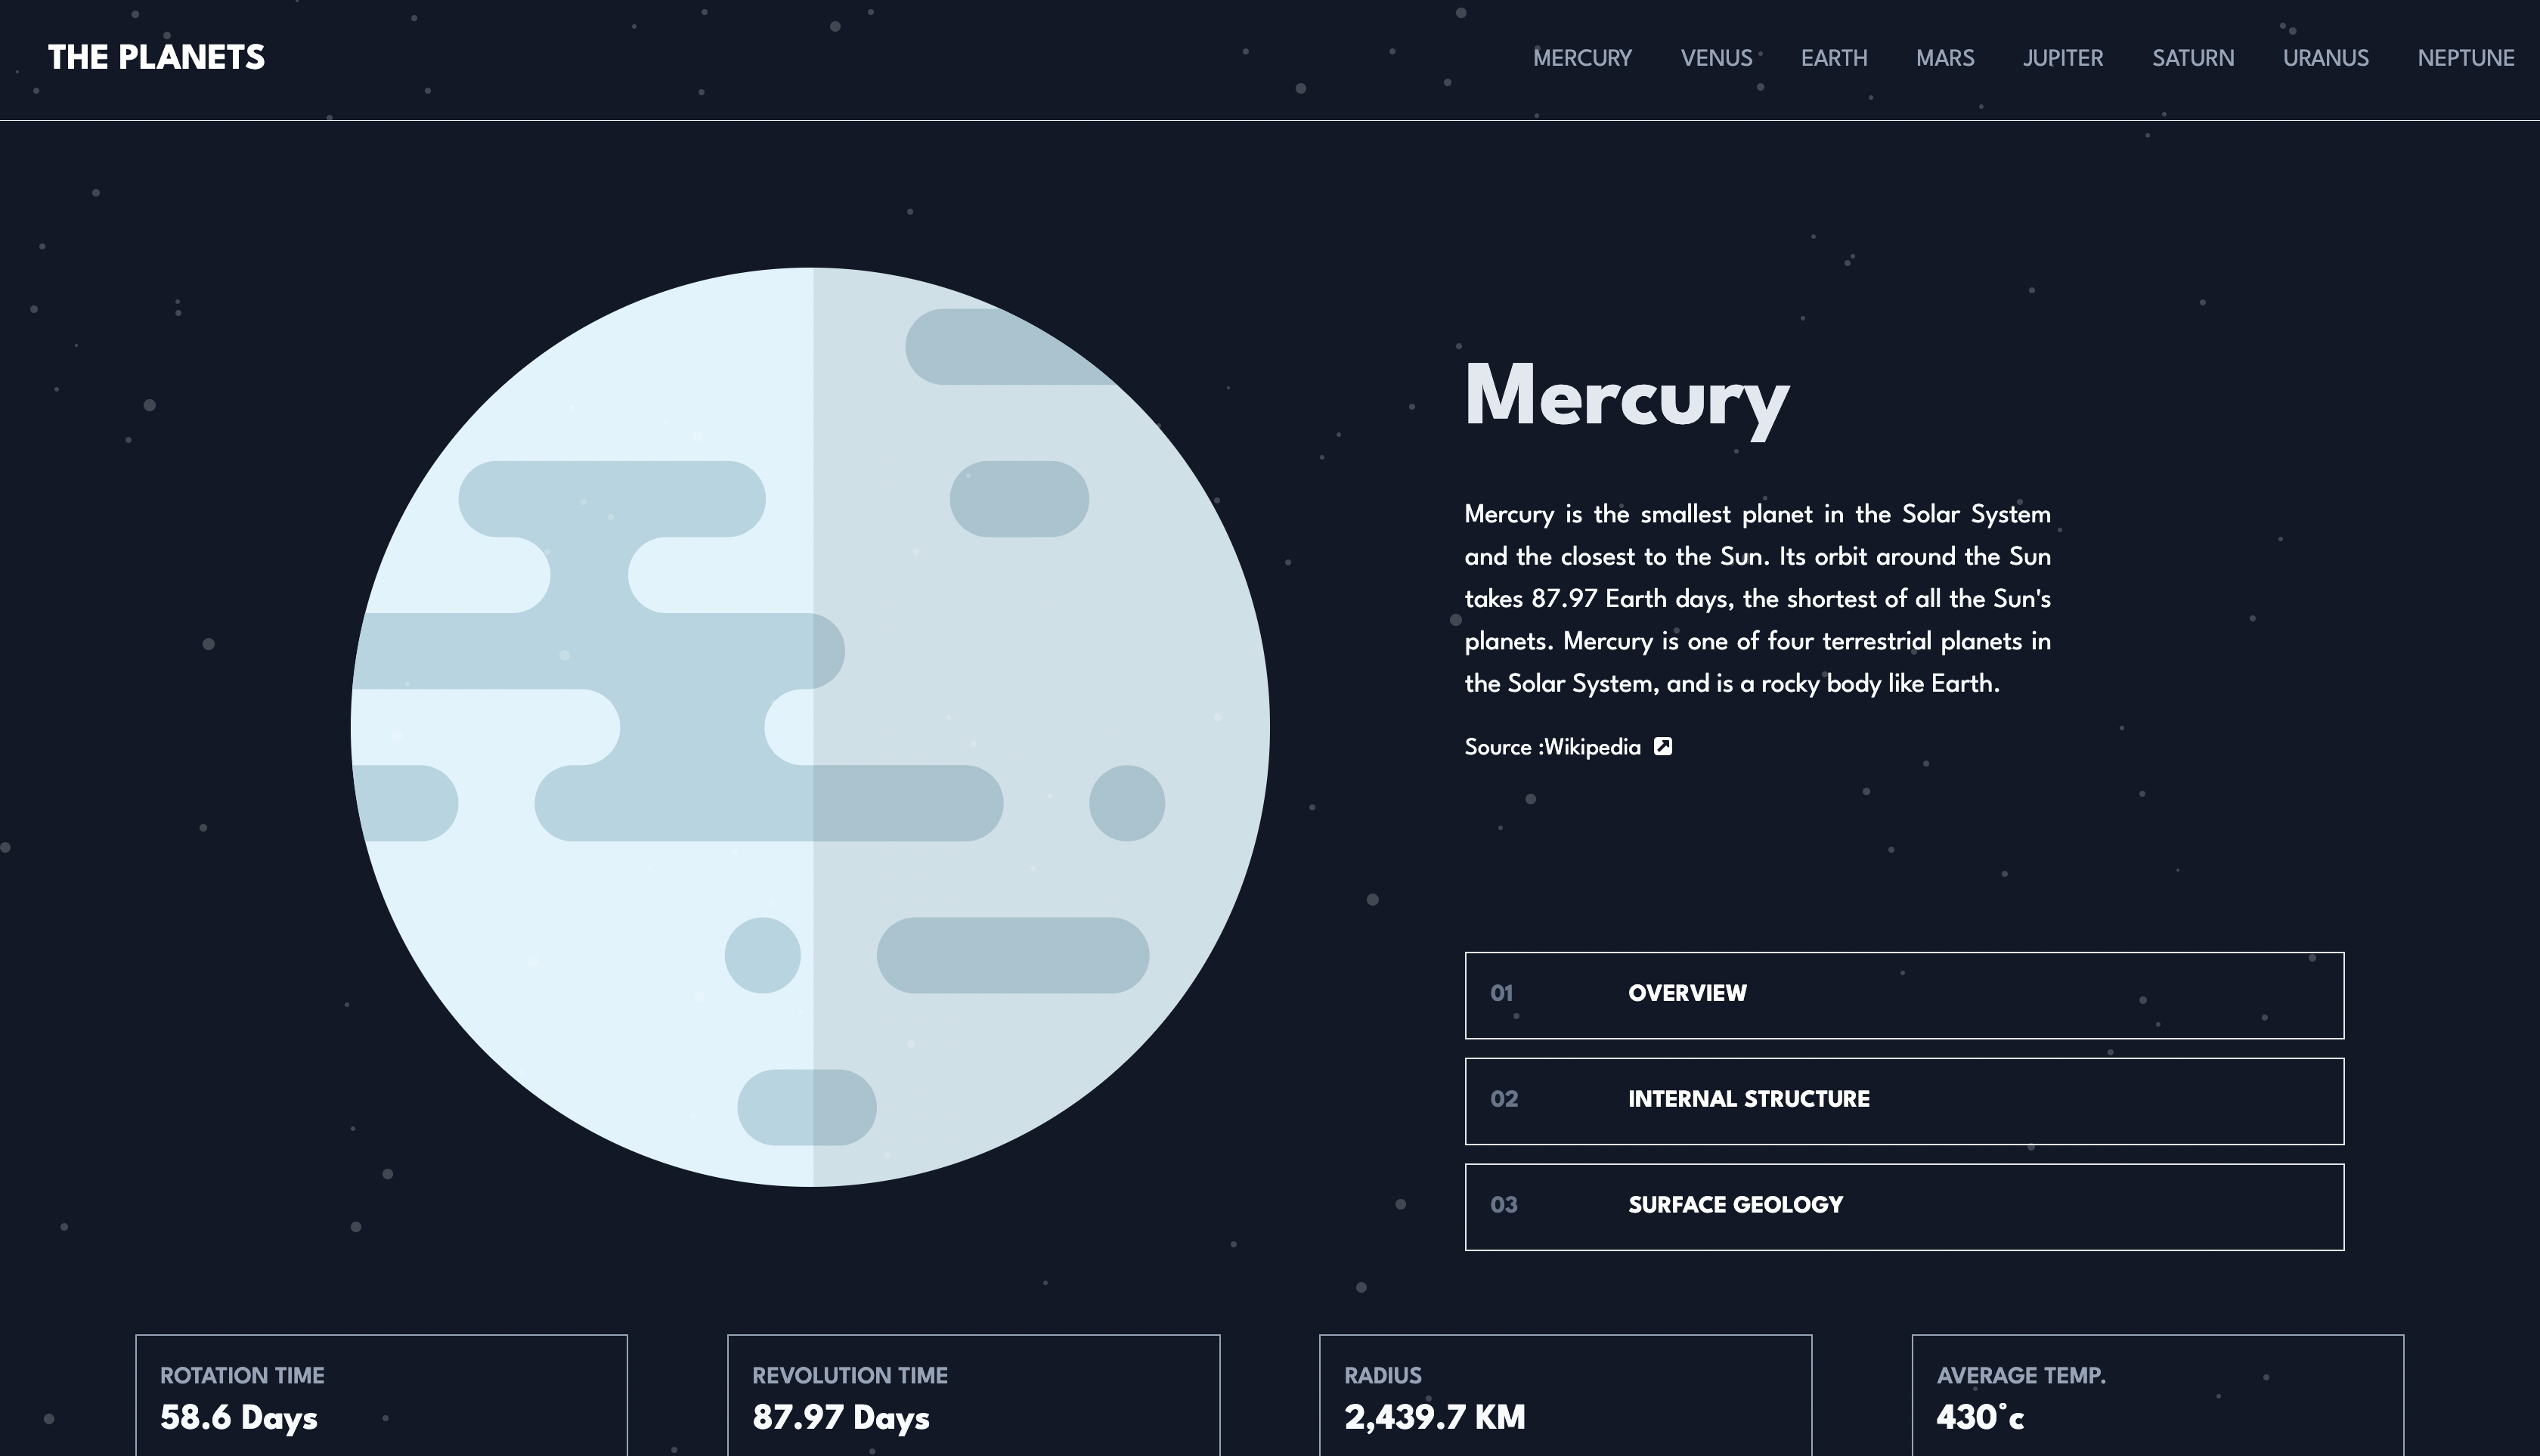 THE PLANETS
MERCURY VENUS EARTH MARS JUPITER SATURN URANUS NEPTUNE
Mercury
Mercury is the smallest planet in the Solar System
and the closest to the Sun. Its orbit around the Sun
takes 87.97 Earth days, the shortest of all the Sun's
planets. Mercury is one of four terrestrial planets in
the Solar System, and is a rocky body like Earth.
Source :Wikipedia
01 OVERVIEW
02 INTERNAL STRUCTURE
03 SURFACE GEOLOGY
ROTATION TIME
58.6 Days
REVOLUTION TIME
87.97 Days
RADIUS
2,439.7 KM
AVERAGE TEMP.
430°c